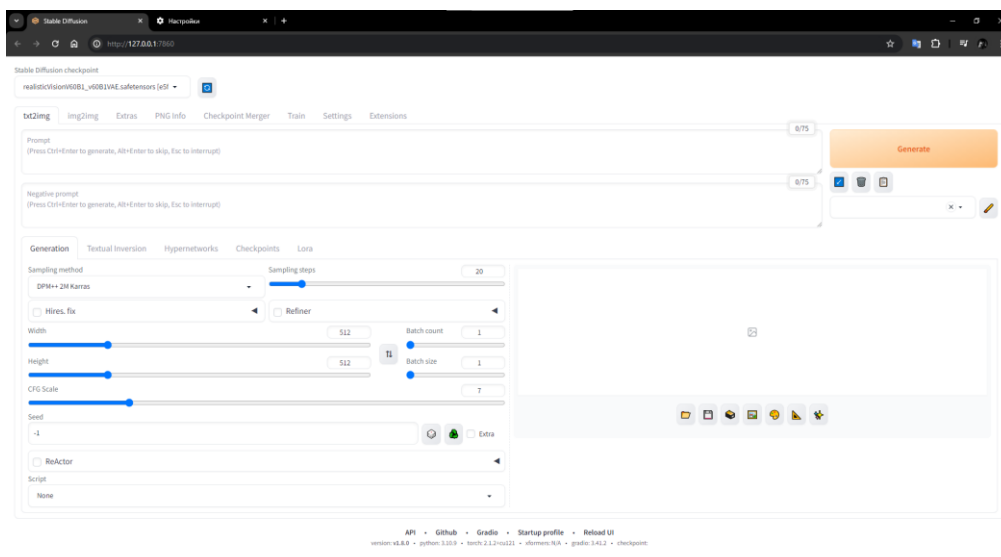 Stable Diffusion
Настройки
http://127.0.0.1:7860
Stable Diffusion checkpoint
realisticVisionV60B1_v60B1VAE.safetensors [e5f
txt2img img2img Extras PNG Info Checkpoint Merger Train Settings Extensions
0/75
Prompt
(Press Ctrl+Enter to generate, Alt+Enter to skip, Esc to interrupt)
Generate
0/75
Negative prompt
(Press Ctrl+Enter to generate, Alt+Enter to skip, Esc to interrupt)
Generation Textual Inversion Hypernetworks Checkpoints Lora
Sampling method Sampling steps 20
DPM++ 2M Karras
Hires. fix Refiner
Width 512 Batch count 1
Height 512 Batch size 1
CFG Scale 7
Seed
-1 Extra
ReActor
Script
None
API • Github • Gradio • Startup profile • Reload UI
version: v1.8.0 • python: 3.10.9 • torch: 2.1.2+cu121 • xformers: N/A • gradio: 3.41.2 • checkpoint: